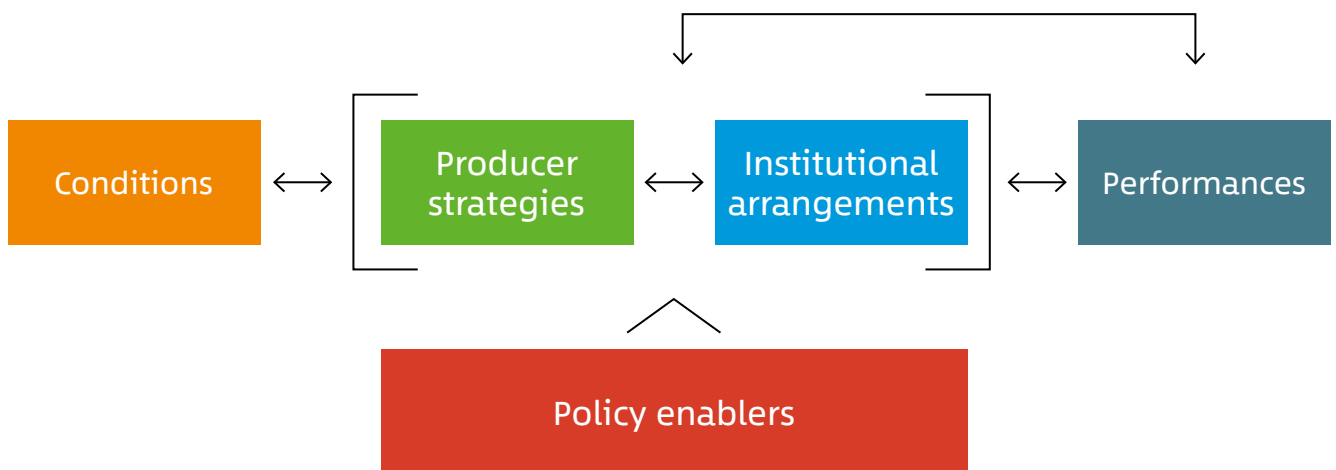 Conditions
Producer
strategies
Institutional
arrangements
Performances
Policy enablers